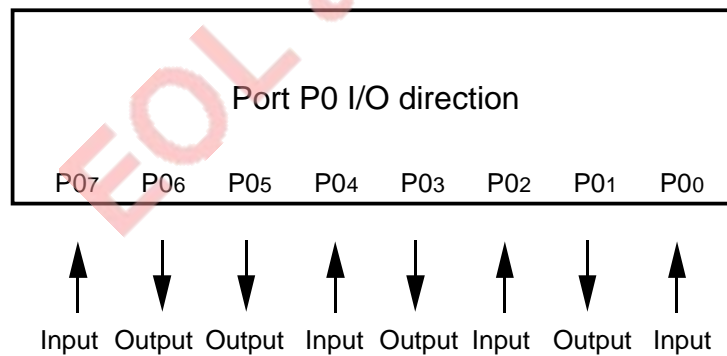 EOL
Port P0 I/O direction
P07 P06 P05 P04 P03 P02 P01 P00
Input Output Output Input Output Input Output Input